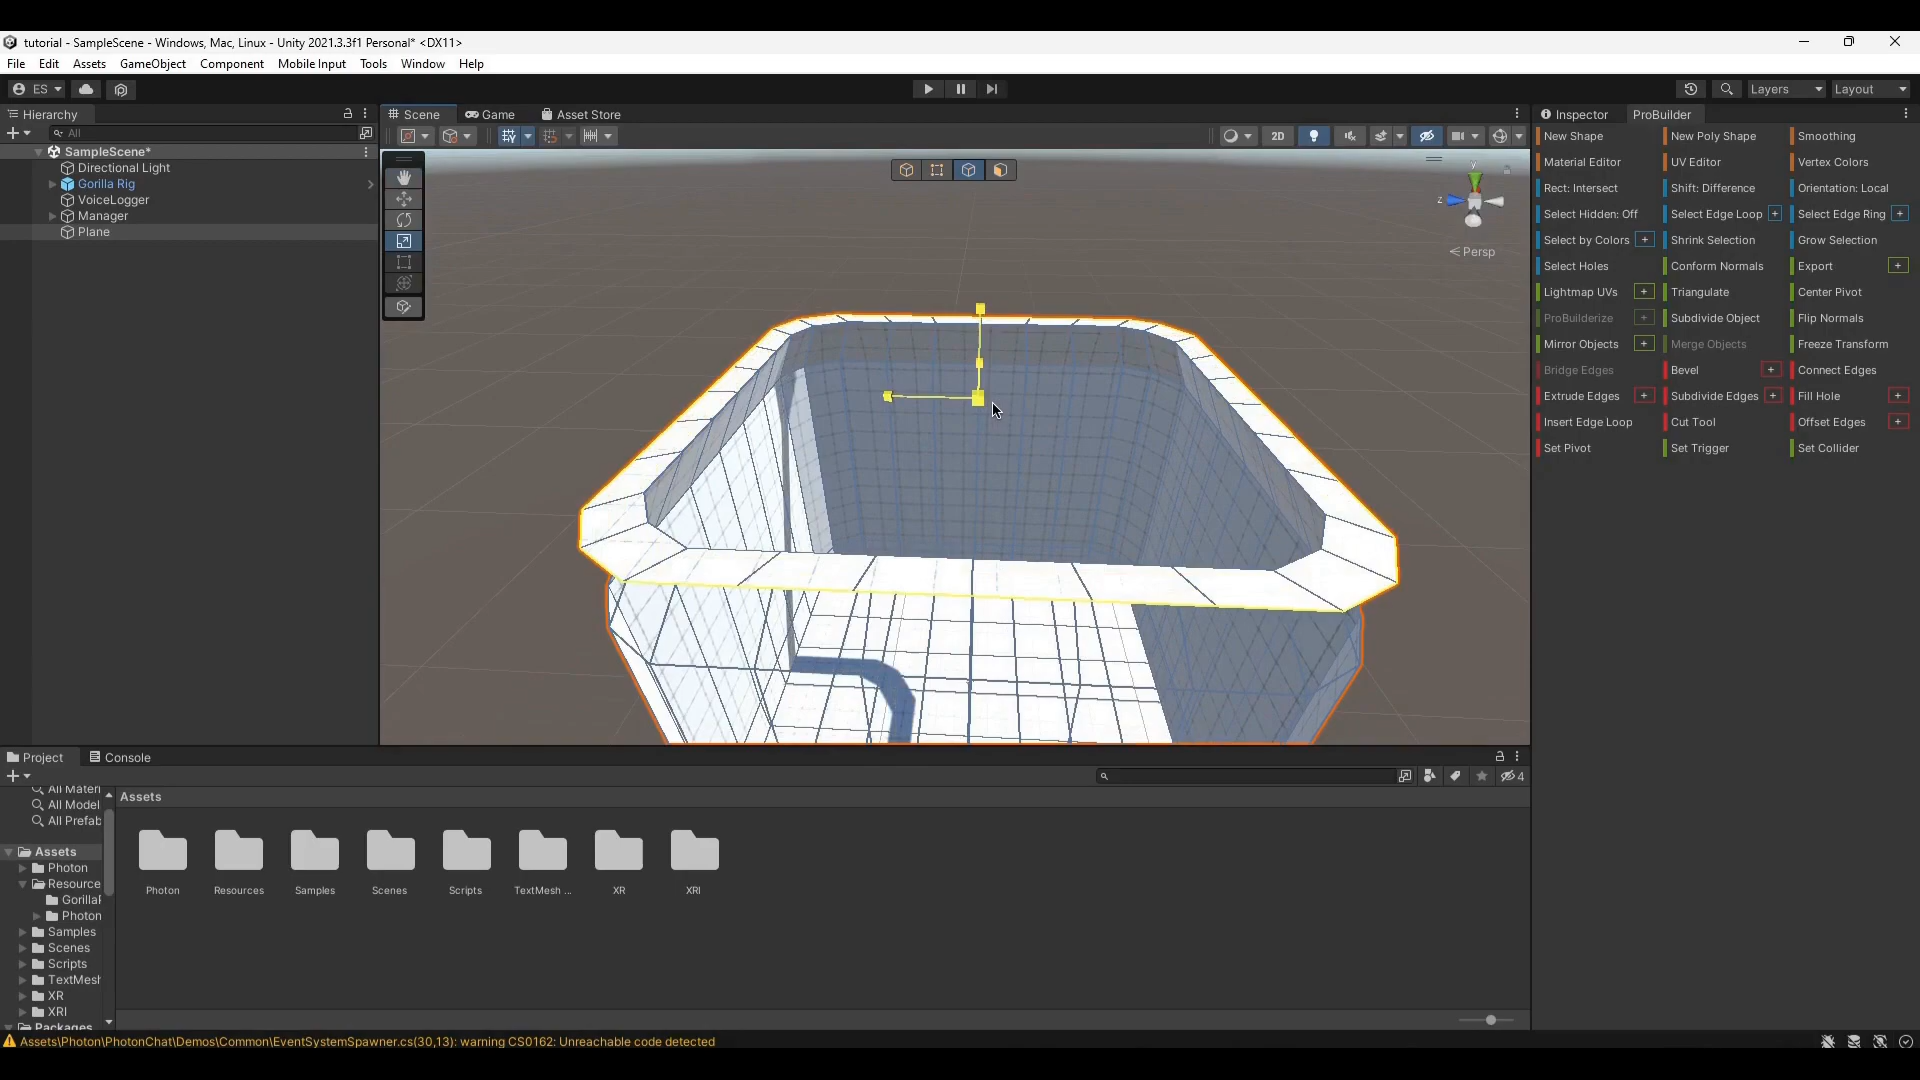 tutorial - SampleScene - Windows, Mac, Linux - Unity 2021.3.3f1 Personal* <DX11>
File Edit Assets GameObject Component Mobile Input Tools Window Help
ES Layers Layout
Hierarchy
All
SampleScene*
Directional Light
Gorilla Rig
VoiceLogger
Manager
Plane
Scene Game Asset Store
2D
y
z
Persp
Inspector ProBuilder
New Shape New Poly Shape Smoothing
Material Editor UV Editor Vertex Colors
Rect: Intersect Shift: Difference Orientation: Local
Select Hidden: Off Select Edge Loop + Select Edge Ring +
Select by Colors + Shrink Selection Grow Selection
Select Holes Conform Normals Export +
Lightmap UVs + Triangulate Center Pivot
ProBuilderize + Subdivide Object Flip Normals
Mirror Objects + Merge Objects Freeze Transform
Bridge Edges Bevel + Connect Edges
Extrude Edges + Subdivide Edges + Fill Hole +
Insert Edge Loop Cut Tool Offset Edges +
Set Pivot Set Trigger Set Collider
Project Console
4
All Materi
All Model
All Prefab
Assets
Photon
Resource
Gorilla
Photon
Samples
Scenes
Scripts
TextMesh
XR
XRI
Packages
Assets
Photon Resources Samples Scenes Scripts TextMesh ... XR XRI
Assets\Photon\PhotonChat\Demos\Common\EventSystemSpawner.cs(30,13): warning CS0162: Unreachable code detected